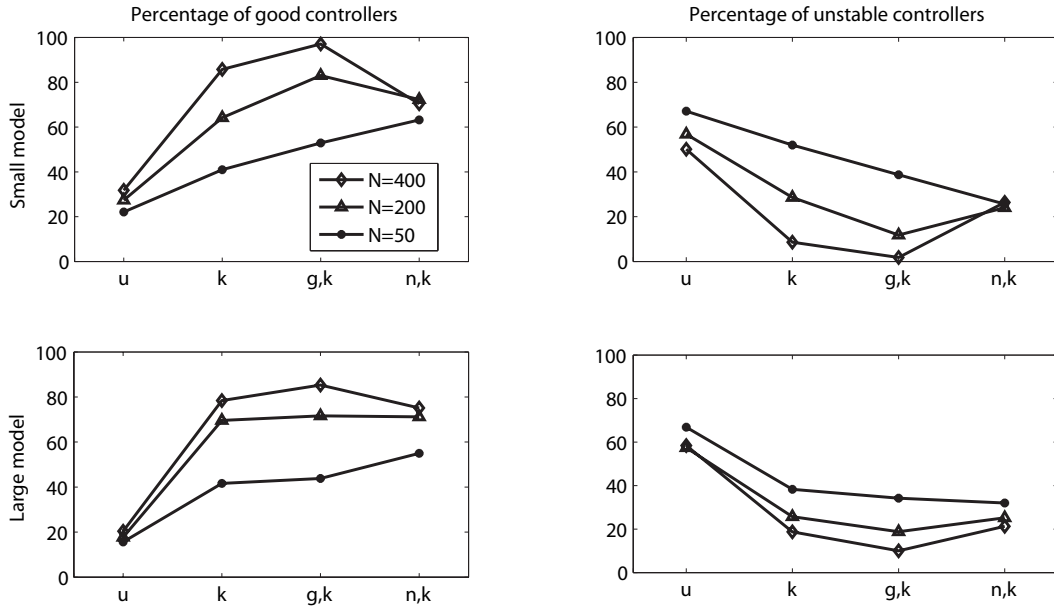 Percentage of good controllers
Percentage of unstable controllers
Small model
100
80
60
40
20
0
u k g,k n,k
N=400
N=200
N=50
100
80
60
40
20
0
u k g,k n,k
Large model
100
80
60
40
20
0
u k g,k n,k
100
80
60
40
20
0
u k g,k n,k